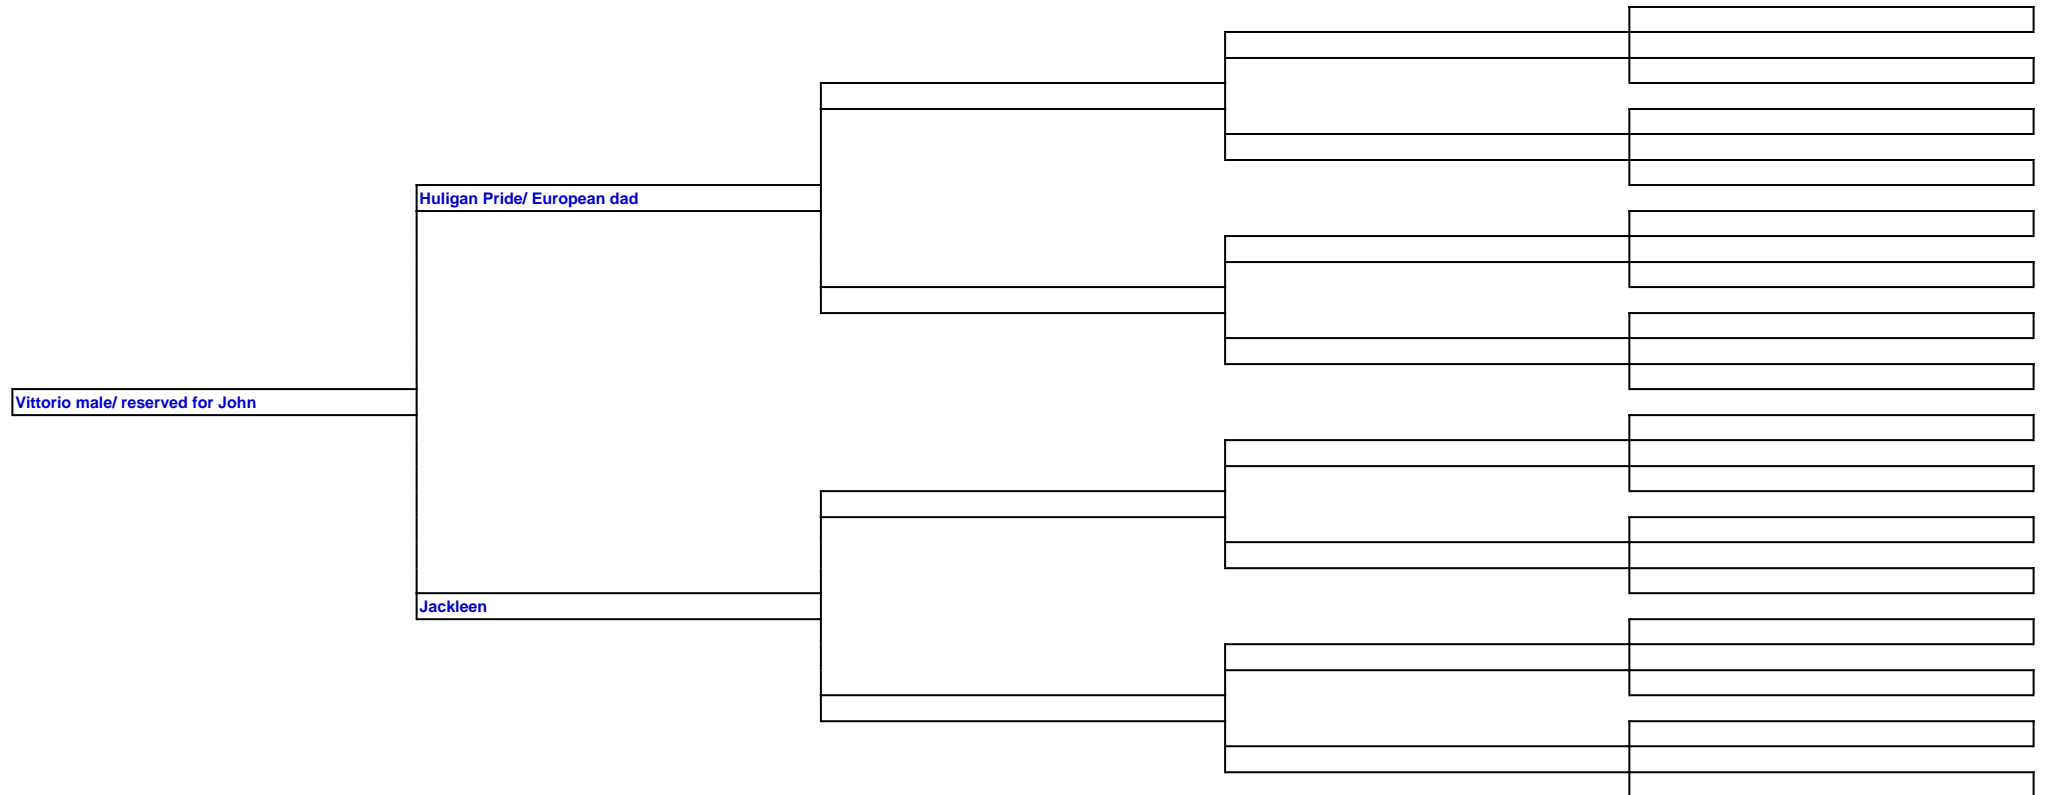 Huligan Pride/ European dad
Vittorio male/ reserved for John
Jackleen